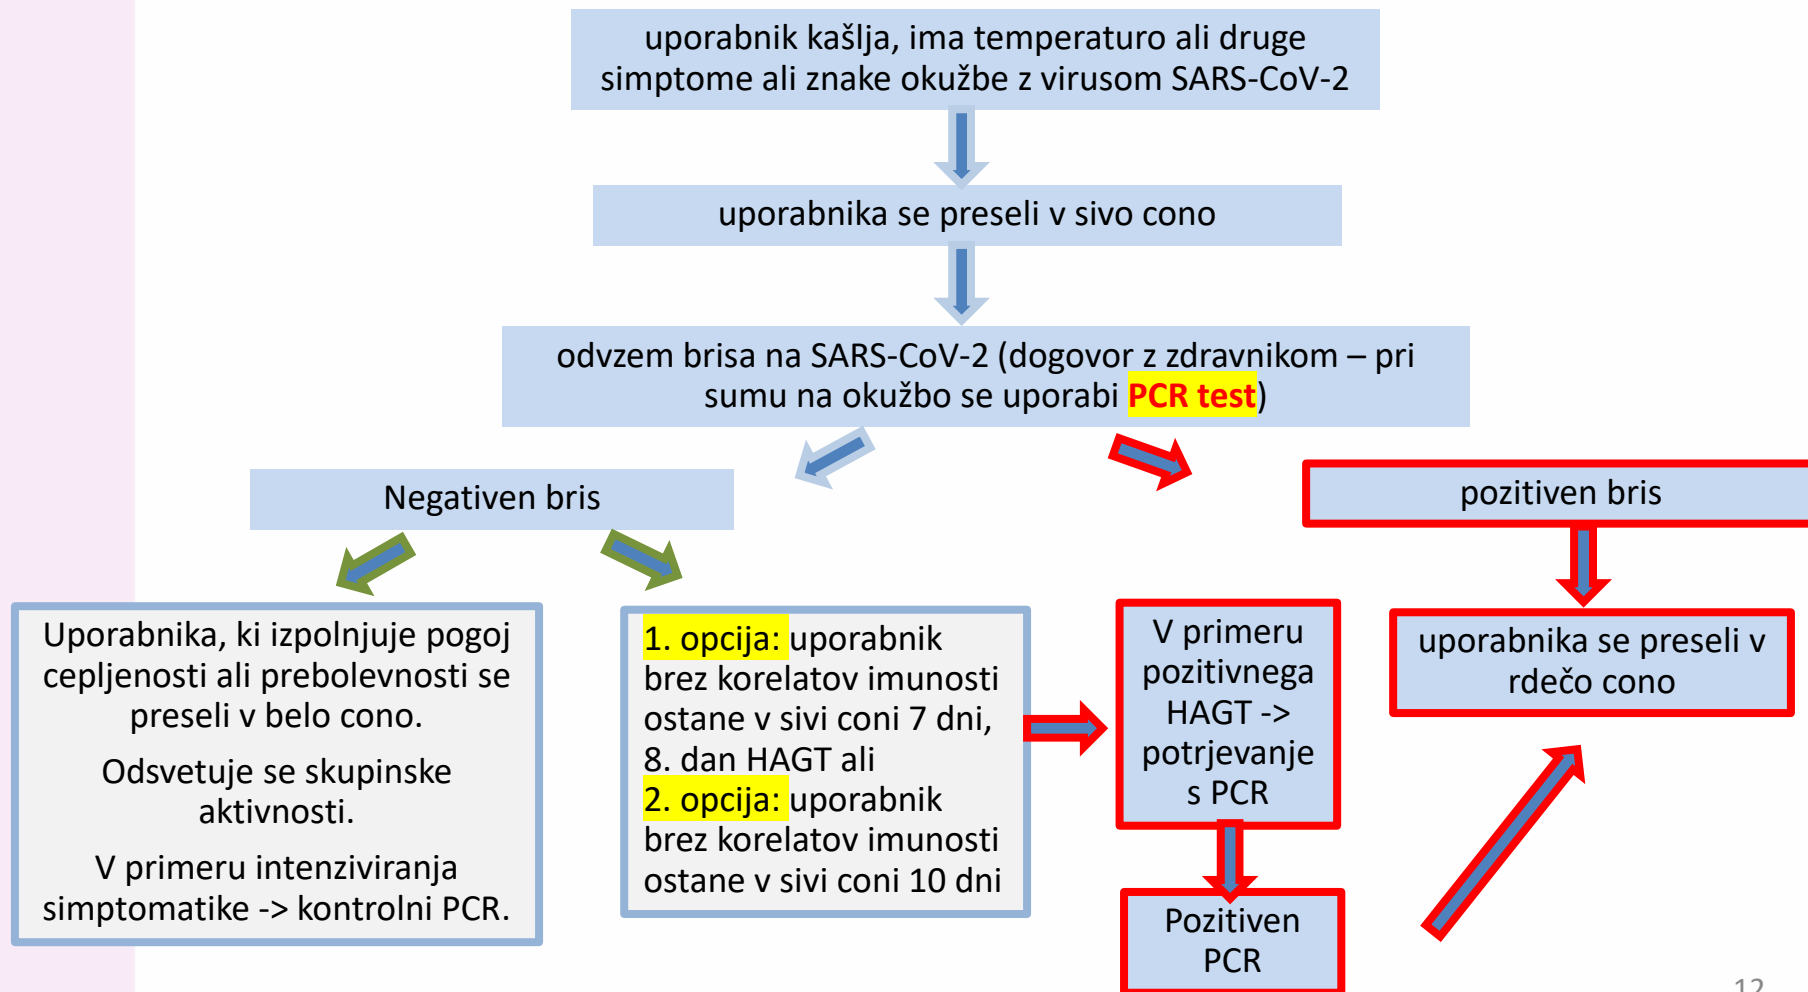 uporabnik kašlja, ima temperaturo ali druge
simptome ali znake okužbe z virusom SARS-CoV-2
uporabnika se preseli v sivo cono
odvzem brisa na SARS-CoV-2 (dogovor z zdravnikom – pri
sumu na okužbo se uporabi PCR test)
Negativen bris
pozitiven bris
Uporabnika, ki izpolnjuje pogoj
cepljenosti ali prebolevnosti se
preseli v belo cono.
Odsvetuje se skupinske
aktivnosti.
V primeru intenziviranja
simptomatike -> kontrolni PCR.
1. opcija: uporabnik
brez korelatov imunosti
ostane v sivi coni 7 dni,
8. dan HAGT ali
2. opcija: uporabnik
brez korelatov imunosti
ostane v sivi coni 10 dni
V primeru
pozitivnega
HAGT ->
potrjevanje
s PCR
uporabnika se preseli v
rdečo cono
Pozitiven
PCR
12